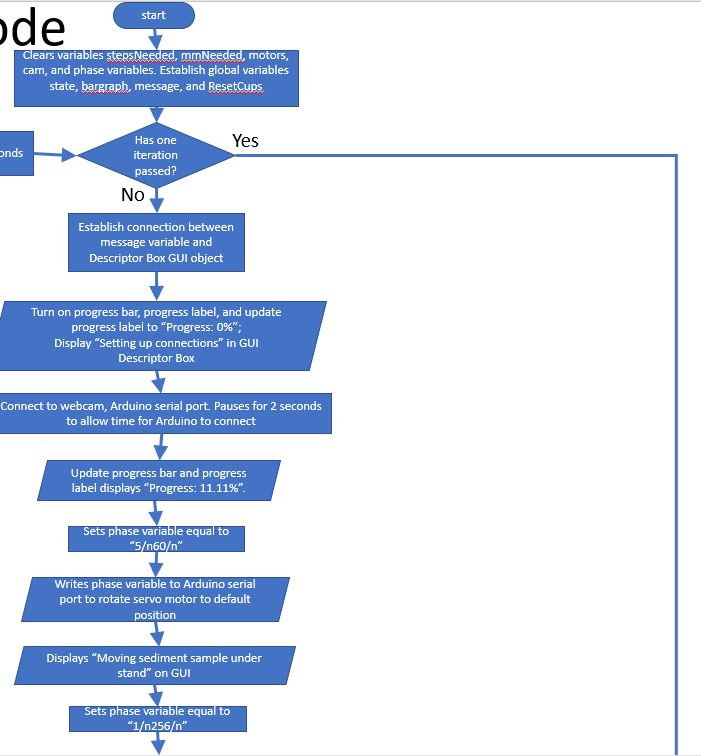 ode
start
Clears variables stepsNeeded, mmNeeded, motors,
cam, and phase variables. Establish global variables
state, bargraph, message, and ResetCups
Has one
iteration
passed?
Yes
onds
No
Establish connection between
message variable and
Descriptor Box GUI object
Turn on progress bar, progress label, and update
progress label to “Progress: 0%”;
Display “Setting up connections” in GUI
Descriptor Box
Connect to webcam, Arduino serial port. Pauses for 2 seconds
to allow time for Arduino to connect
Update progress bar and progress
label displays “Progress: 11.11%”.
Sets phase variable equal to
“5/n60/n”
Writes phase variable to Arduino serial
port to rotate servo motor to default
position
Displays “Moving sediment sample under
stand” on GUI
Sets phase variable equal to
“1/n256/n”